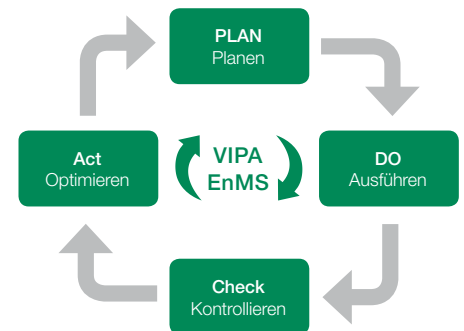 PLAN
Planen
Act
Optimieren
VIPA
EnMS
DO
Ausführen
Check
Kontrollieren